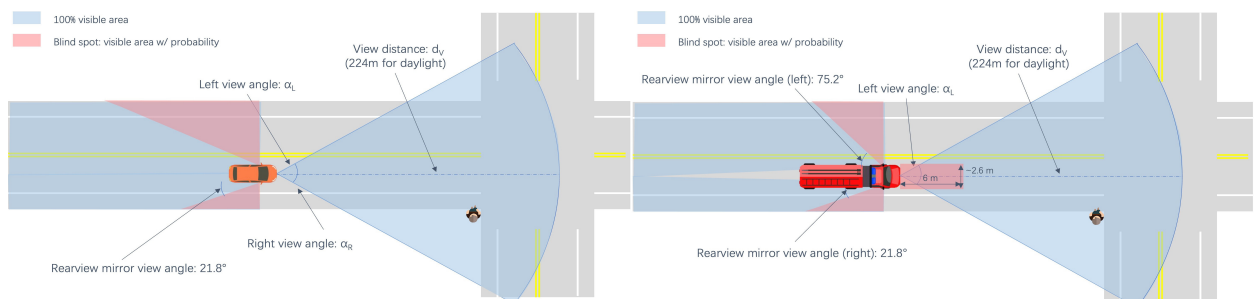 100% visible area
Blind spot: visible area w/ probability
View distance: dV
(224m for daylight)
Left view angle: αL
Right view angle: αR
Rearview mirror view angle: 21.8°
100% visible area
Blind spot: visible area w/ probability
View distance: dV
(224m for daylight)
Rearview mirror view angle (left): 75.2°
Left view angle: αL
6 m
~2.6 m
Rearview mirror view angle (right): 21.8°